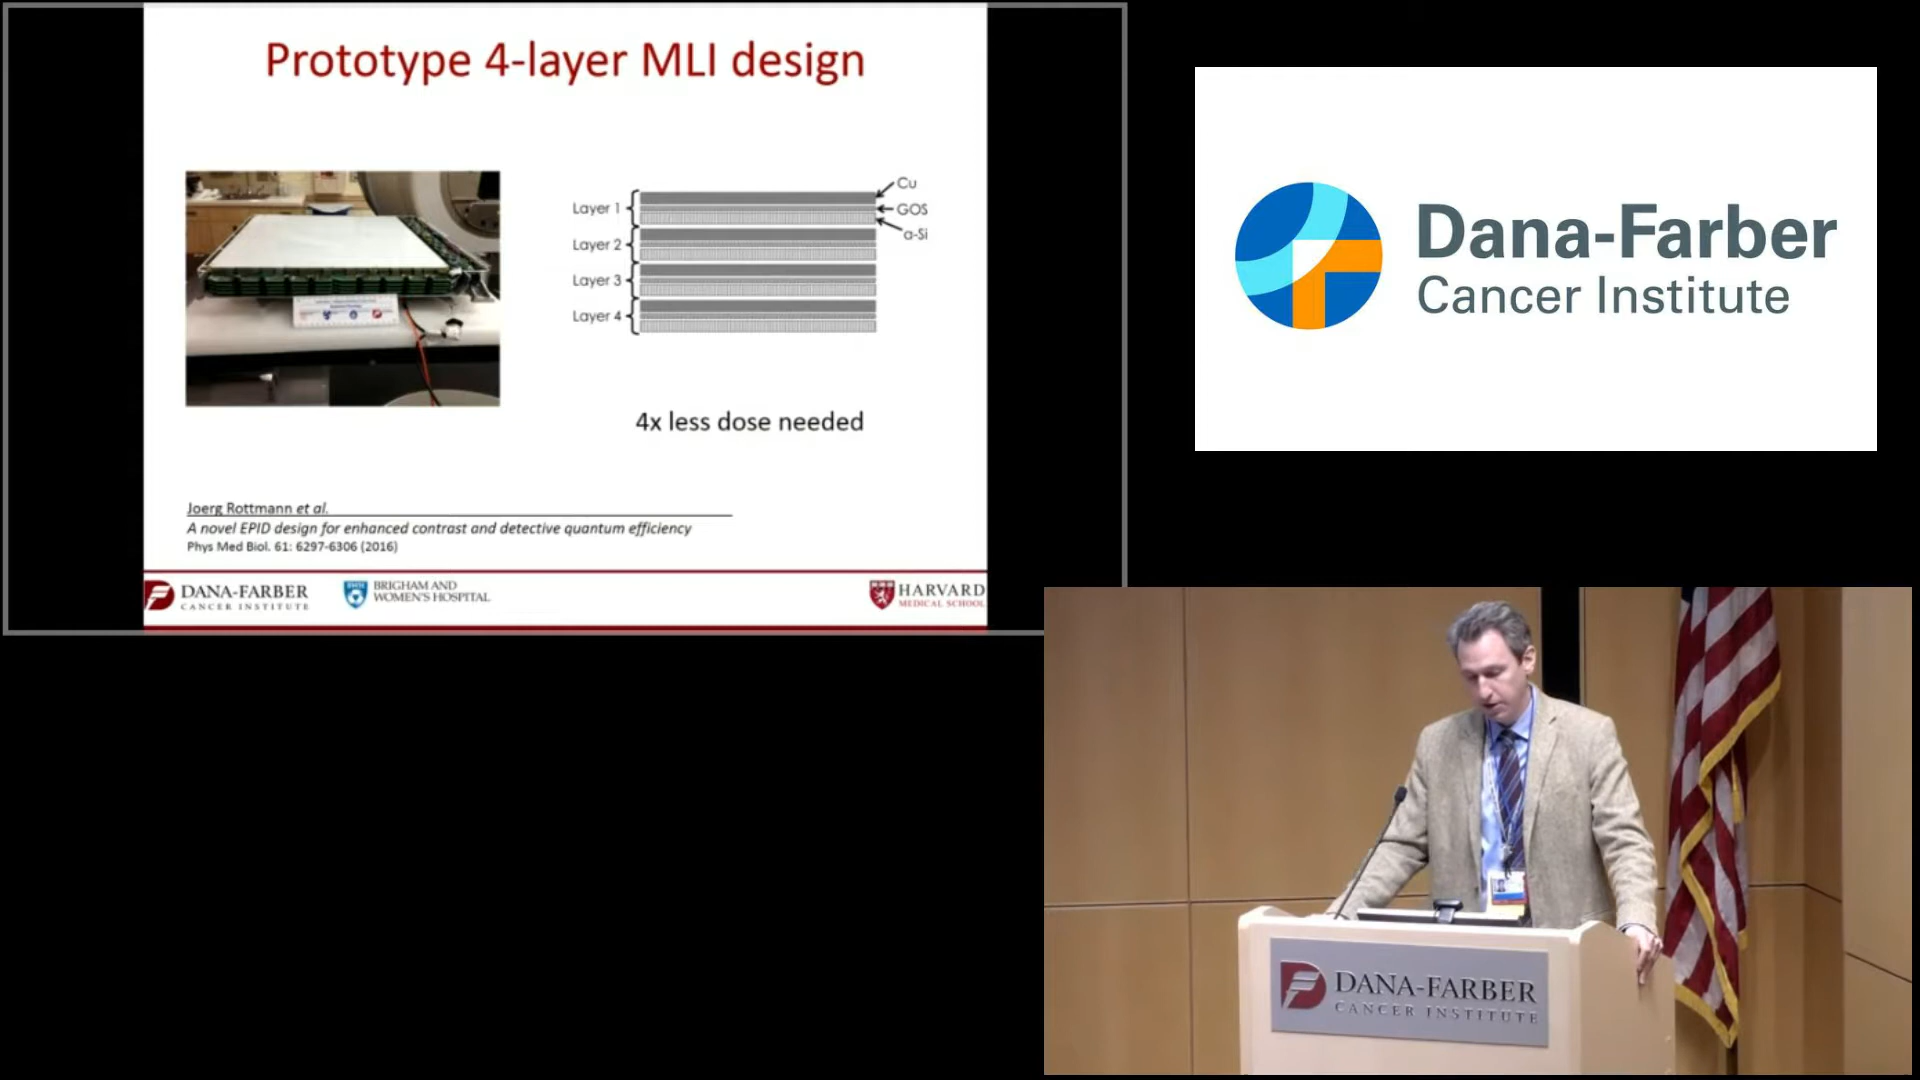 Prototype 4-layer MLI design
Cu
Layer 1
GOS
a-Si
Layer 2
Layer 3
Layer 4
4x less dose needed
Joerg Rottmann et al.
A novel EPID design for enhanced contrast and detective quantum efficiency
Phys Med Biol. 61: 6297-6306 (2016)
DANA-FARBER
CANCER INSTITUTE
BRIGHAM AND
WOMEN'S HOSPITAL
HARVARD
MEDICAL SCHOOL
Dana-Farber
Cancer Institute
DANA-FARBER
CANCER INSTITUTE